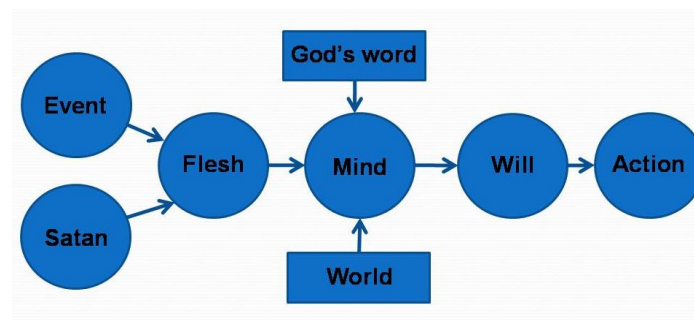 God's word
Event
Flesh
Mind
Will
Action
Satan
World